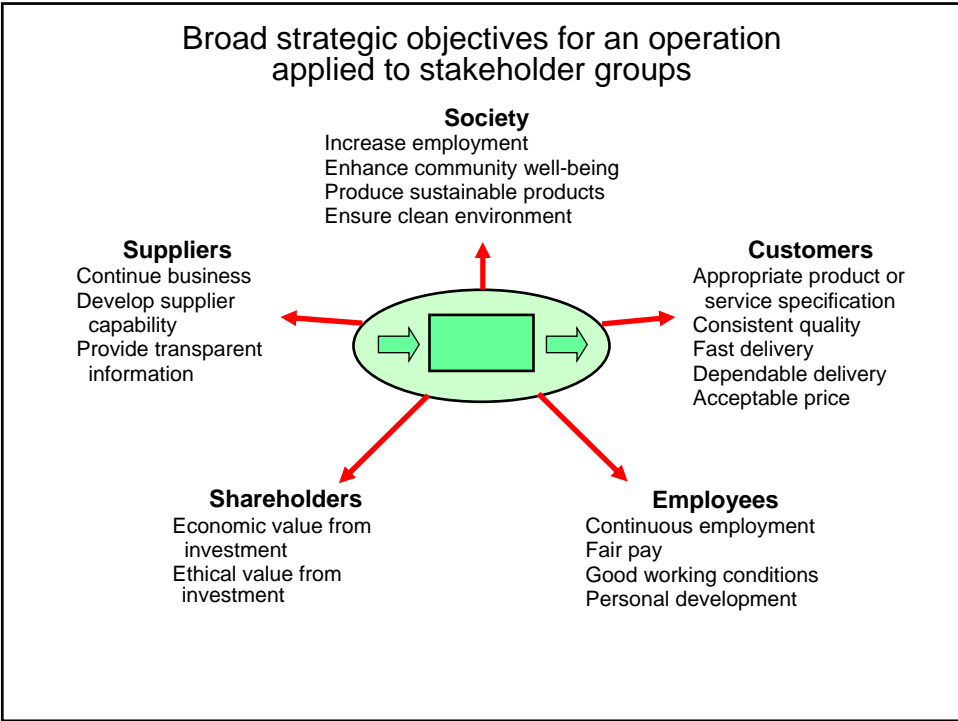 Broad strategic objectives for an operation
applied to stakeholder groups
Society
Increase employment
Enhance community well-being
Produce sustainable products
Ensure clean environment
Suppliers
Continue business
Develop supplier
capability
Provide transparent
information
Customers
Appropriate product or
service specification
Consistent quality
Fast delivery
Dependable delivery
Acceptable price
Shareholders
Economic value from
investment
Ethical value from
investment
Employees
Continuous employment
Fair pay
Good working conditions
Personal development